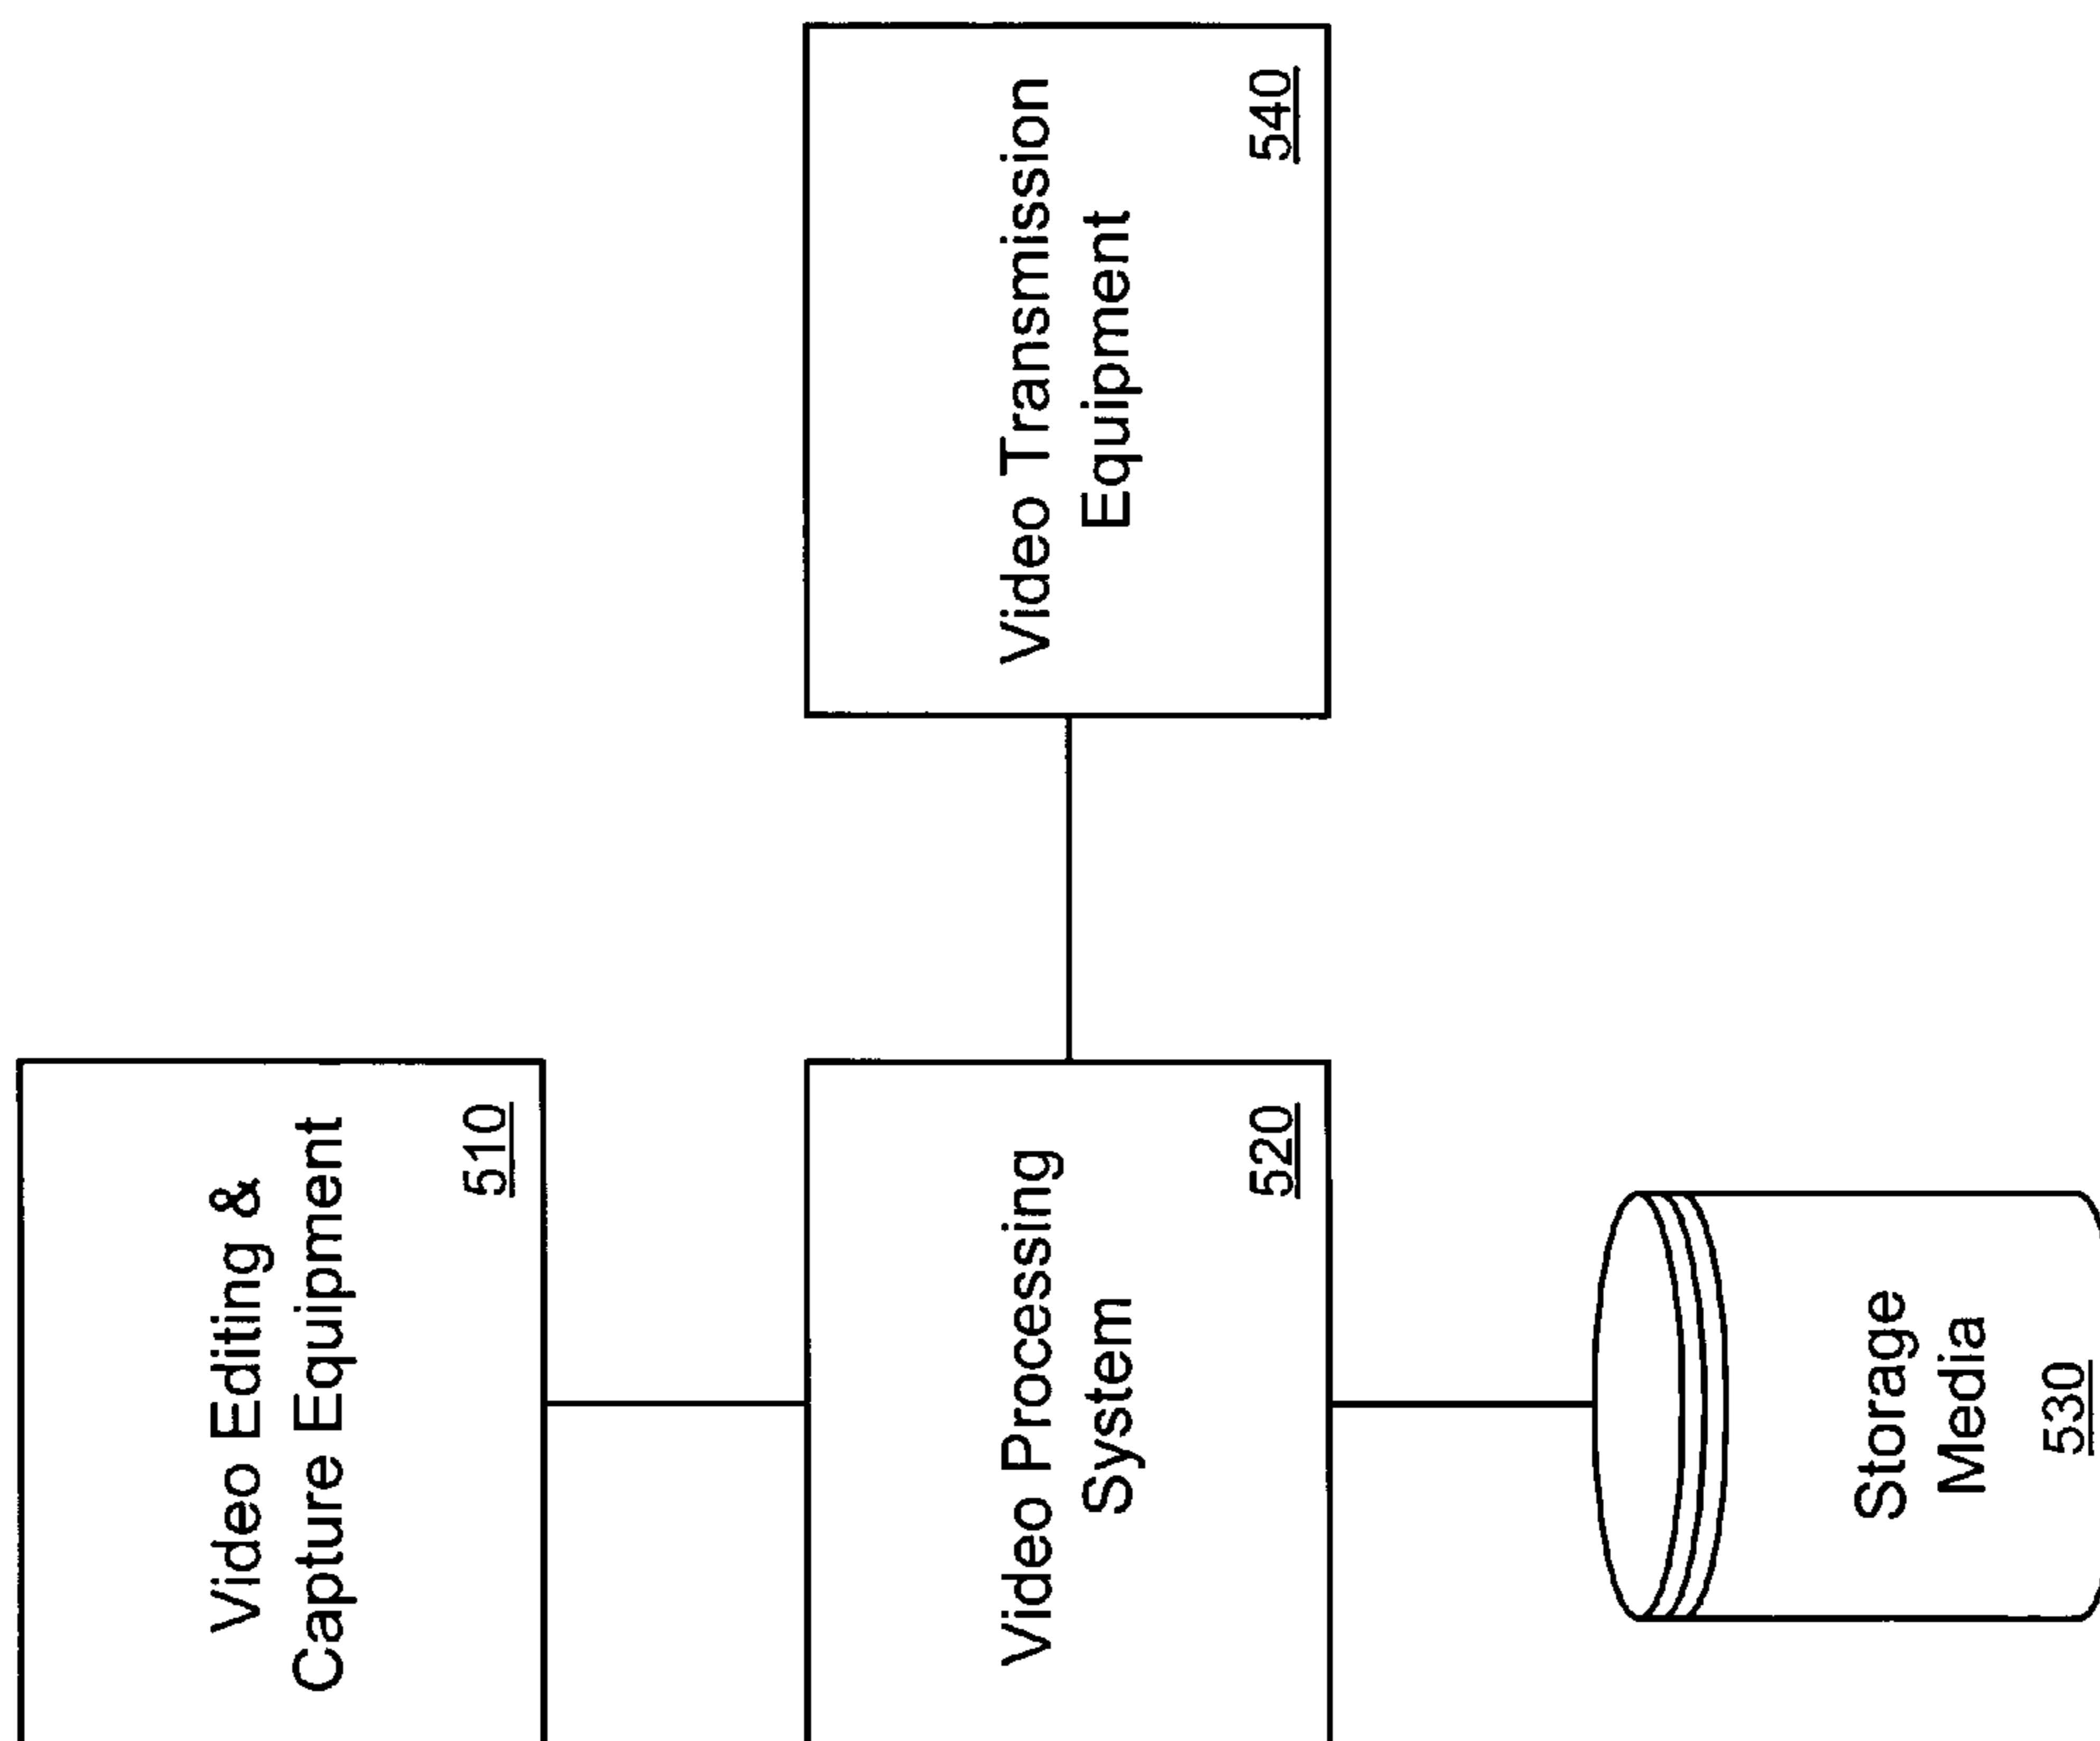 Video Editing &
Capture Equipment
510
Video Processing
System
520
Video Transmission
Equipment
540
Storage
Media
530